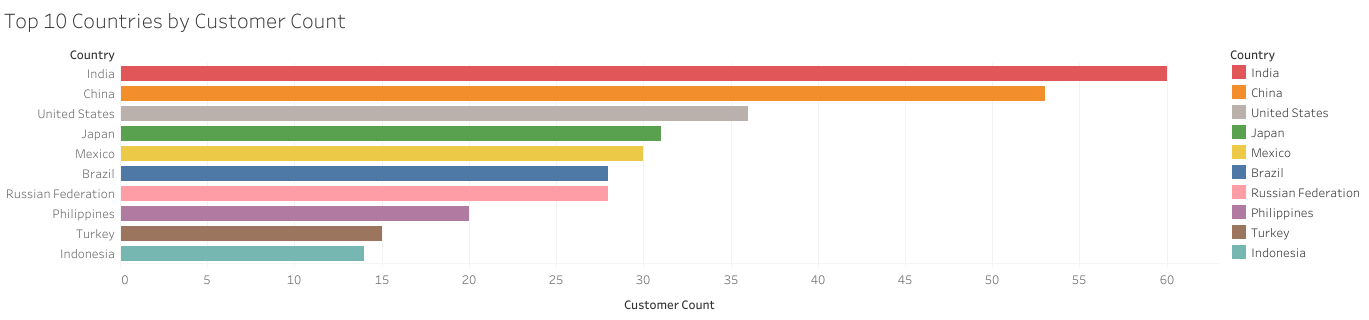 Top 10 Countries by Customer Count
Country
India
China
United States
Japan
Mexico
Brazil
Russian Federation
Philippines
Turkey
Indonesia
0 5 10 15 20 25 30 35 40 45 50 55 60
Customer Count
Country
India
China
United States
Japan
Mexico
Brazil
Russian Federation
Philippines
Turkey
Indonesia